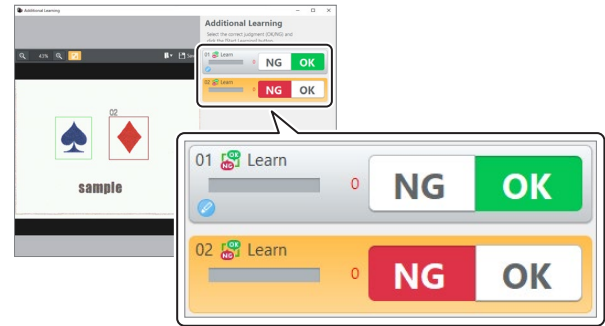 Additional Learning
Additional Learning
Select the correct judgment (OK/NG) and
click the [Start Learning] button.
43%
01 Learn
0 NG OK
02 Learn
0 NG OK
02
sample
01 OK NG Learn
0 NG OK
02 OK NG Learn
0 NG OK